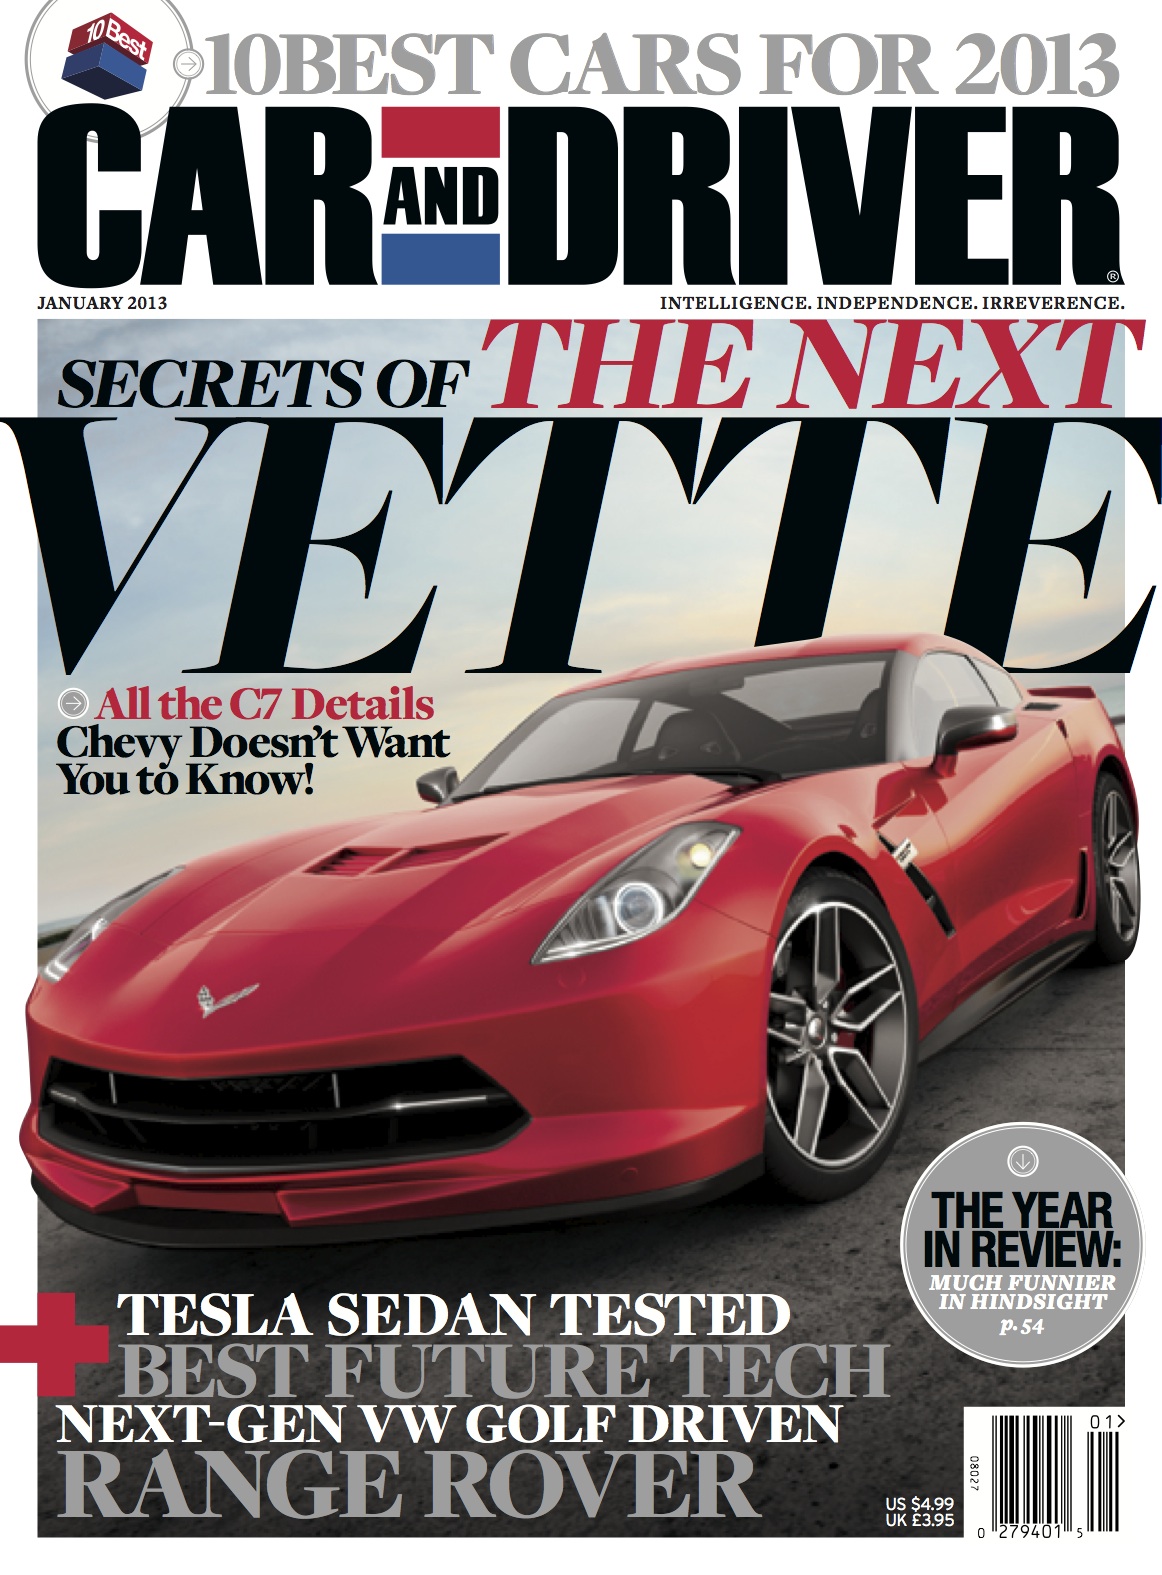 10Best
10BEST CARS FOR 2013
CAR AND DRIVER®
JANUARY 2013
INTELLIGENCE. INDEPENDENCE. IRREVERENCE.
SECRETS OF THE NEXT
VETTE
All the C7 Details
Chevy Doesn't Want
You to Know!
THE YEAR
IN REVIEW:
MUCH FUNNIER
IN HINDSIGHT
p.54
TESLA SEDAN TESTED
BEST FUTURE TECH
NEXT-GEN VW GOLF DRIVEN
RANGE ROVER
US $4.99
UK £3.95
01>
08027
0 279401 5